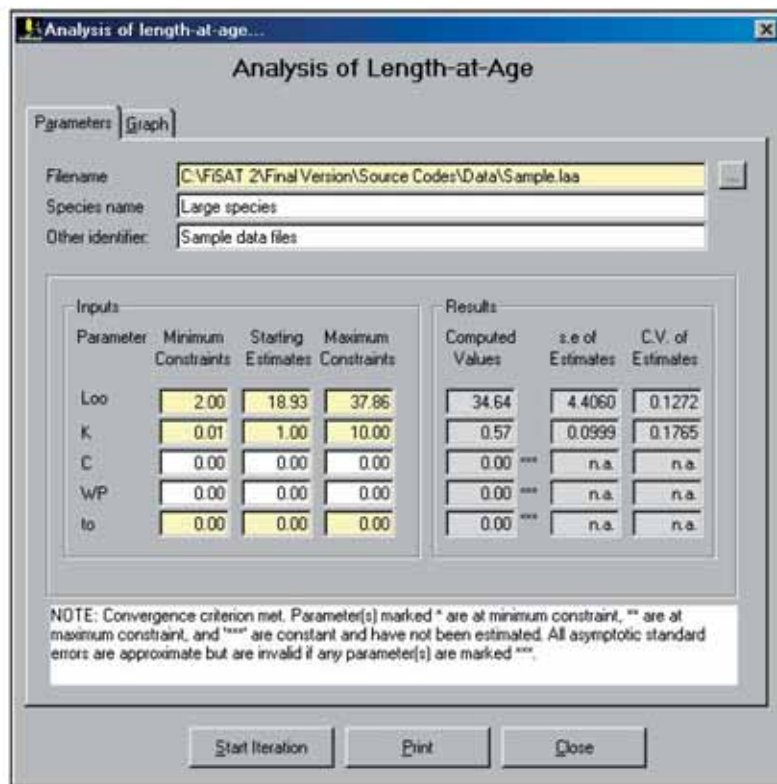 Analysis of length-at-age...
Analysis of Length-at-Age
Parameters Graph
Filename C:\FiSAT 2\Final Version\Source Codes\Data\Sample.laa ...
Species name Large species
Other identifier: Sample data files
Inputs Results
Parameter Minimum Starting Maximum Computed s.e of C.V. of
Constraints Estimates Constraints Values Estimates Estimates
Loo 2.00 18.93 37.86 34.64 4.4060 0.1272
K 0.01 1.00 10.00 0.57 0.0999 0.1765
C 0.00 0.00 0.00 0.00 *** n.a. n.a.
WP 0.00 0.00 0.00 0.00 *** n.a. n.a.
to 0.00 0.00 0.00 0.00 *** n.a. n.a.
NOTE: Convergence criterion met. Parameter(s) marked * are at minimum constraint, ** are at
maximum constraint, and '***' are constant and have not been estimated. All asymptotic standard
errors are approximate but are invalid if any parameter(s) are marked ***.
Start Iteration Print Close